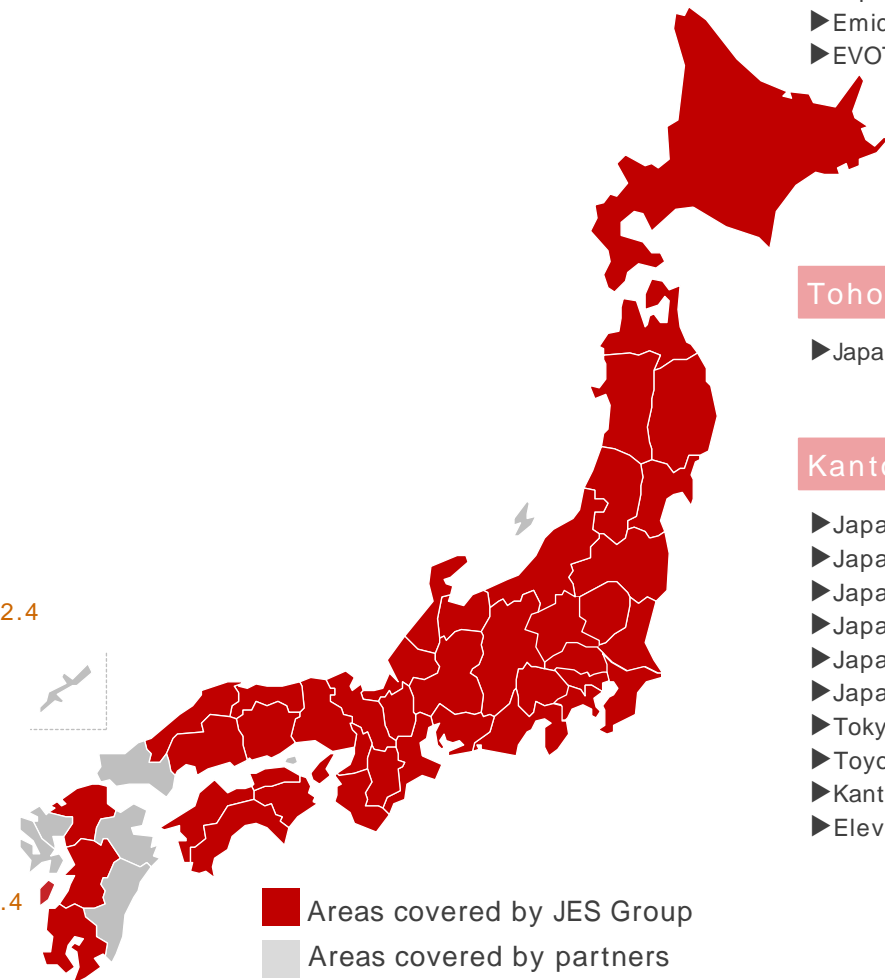 ▶Emic
▶EVOT
Toho
▶Japa
Kanto
▶Japa
▶Japa
▶Japa
▶Japa
▶Japa
▶Japa
▶Toky
▶Toyo
▶Kant
▶Elev
2.4
.4
Areas covered by JES Group
Areas covered by partners